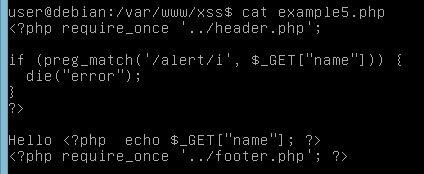 user@debian:/var/www/xss$ cat example5.php
<?php require_once '../header.php';
if (preg_match('/alert/i', $_GET["name"])) {
  die("error");
}
?>
Hello <?php  echo $_GET["name"]; ?>
<?php require_once '../footer.php'; ?>